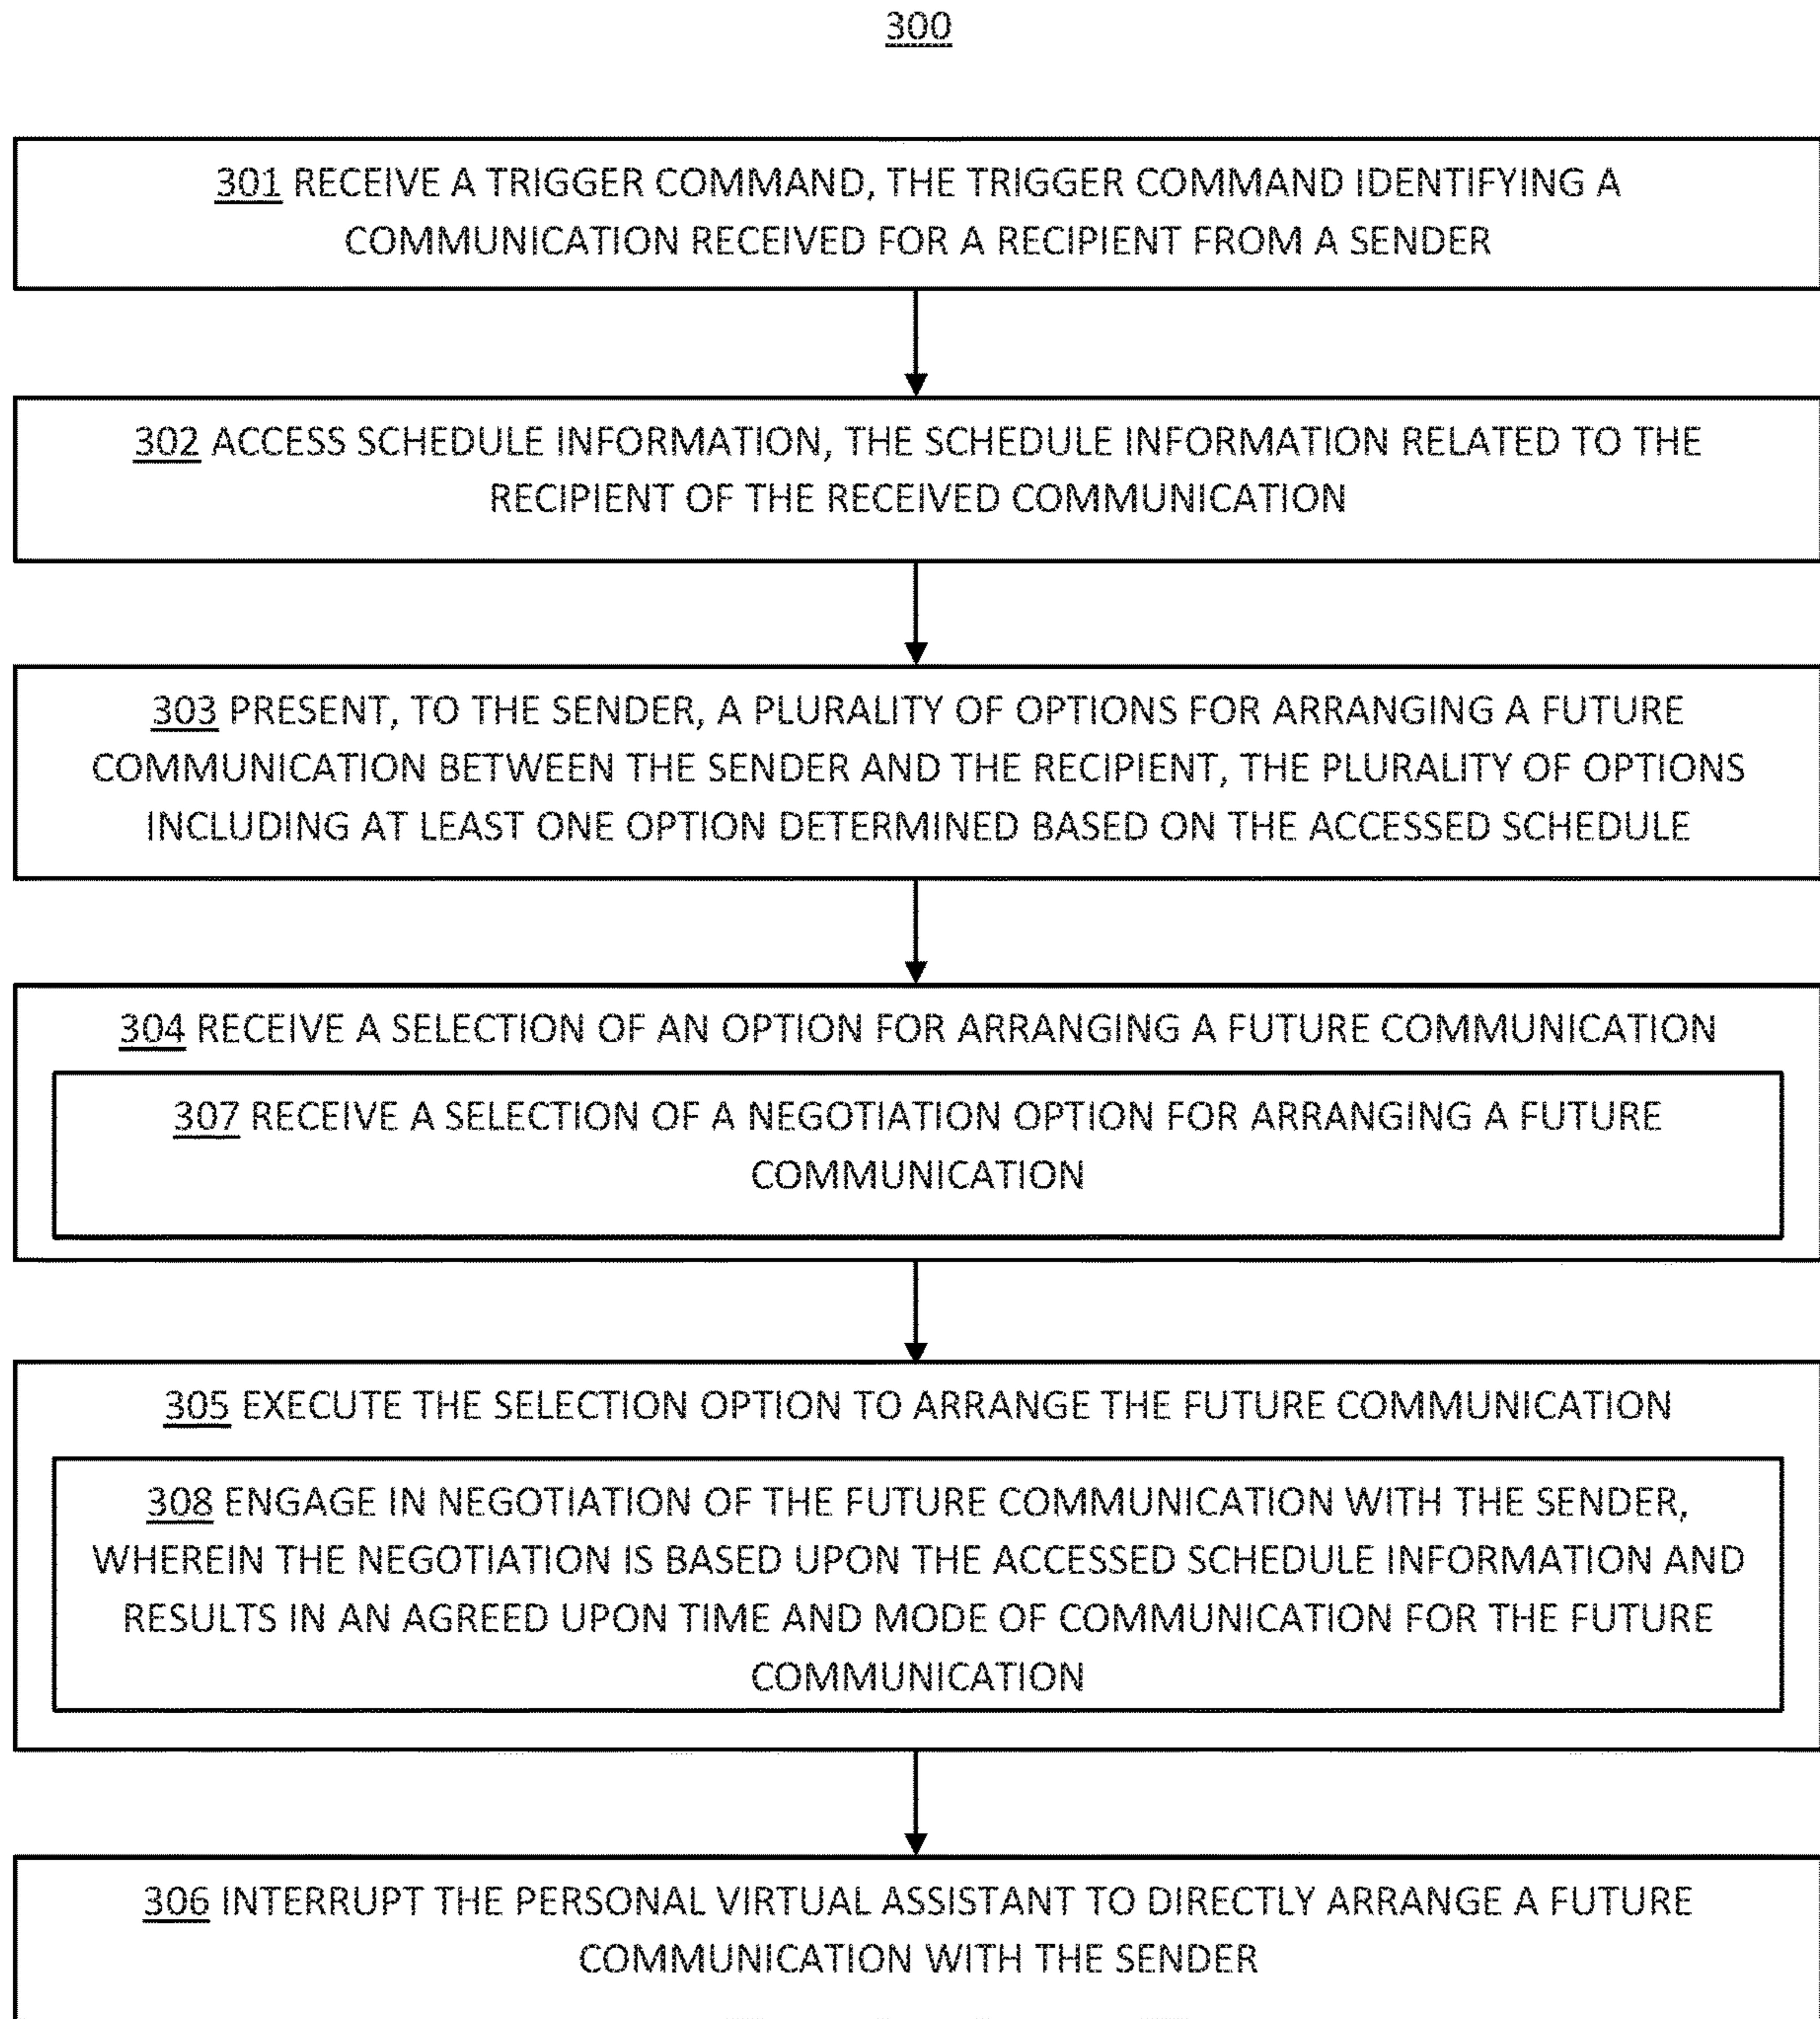 300
301 RECEIVE A TRIGGER COMMAND, THE TRIGGER COMMAND IDENTIFYING A
COMMUNICATION RECEIVED FOR A RECIPIENT FROM A SENDER
302 ACCESS SCHEDULE INFORMATION, THE SCHEDULE INFORMATION RELATED TO THE
RECIPIENT OF THE RECEIVED COMMUNICATION
303 PRESENT, TO THE SENDER, A PLURALITY OF OPTIONS FOR ARRANGING A FUTURE
COMMUNICATION BETWEEN THE SENDER AND THE RECIPIENT, THE PLURALITY OF OPTIONS
INCLUDING AT LEAST ONE OPTION DETERMINED BASED ON THE ACCESSED SCHEDULE
304 RECEIVE A SELECTION OF AN OPTION FOR ARRANGING A FUTURE COMMUNICATION
307 RECEIVE A SELECTION OF A NEGOTIATION OPTION FOR ARRANGING A FUTURE
COMMUNICATION
305 EXECUTE THE SELECTION OPTION TO ARRANGE THE FUTURE COMMUNICATION
308 ENGAGE IN NEGOTIATION OF THE FUTURE COMMUNICATION WITH THE SENDER,
WHEREIN THE NEGOTIATION IS BASED UPON THE ACCESSED SCHEDULE INFORMATION AND
RESULTS IN AN AGREED UPON TIME AND MODE OF COMMUNICATION FOR THE FUTURE
COMMUNICATION
306 INTERRUPT THE PERSONAL VIRTUAL ASSISTANT TO DIRECTLY ARRANGE A FUTURE
COMMUNICATION WITH THE SENDER